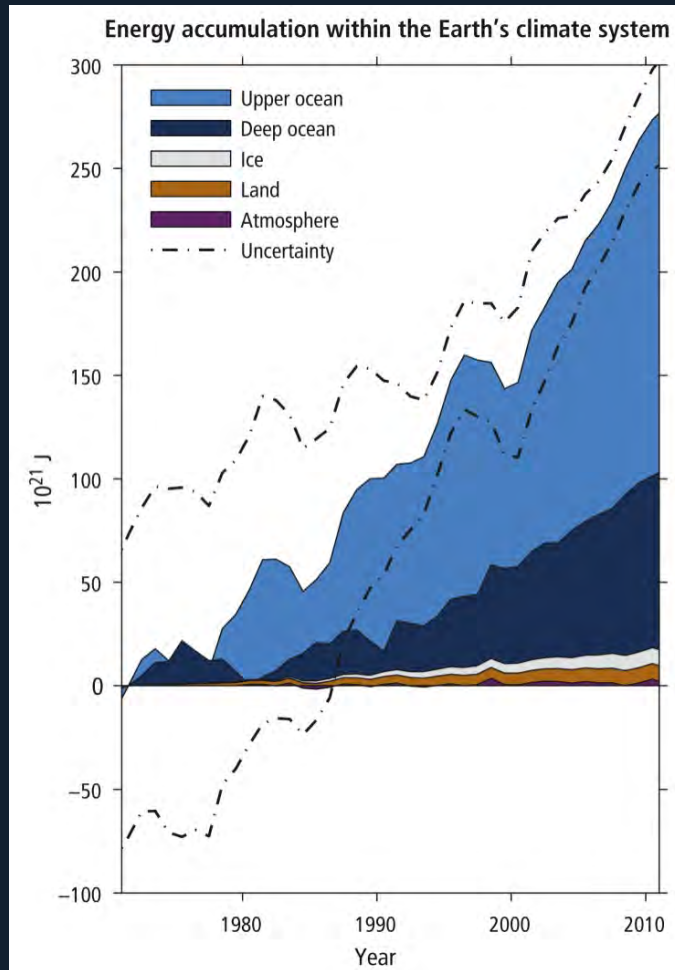 Energy accumulation within the Earth's climate system
300
250
200
150
100
50
0
−50
−100
10²¹ J
Upper ocean
Deep ocean
Ice
Land
Atmosphere
Uncertainty
1980
1990
2000
2010
Year